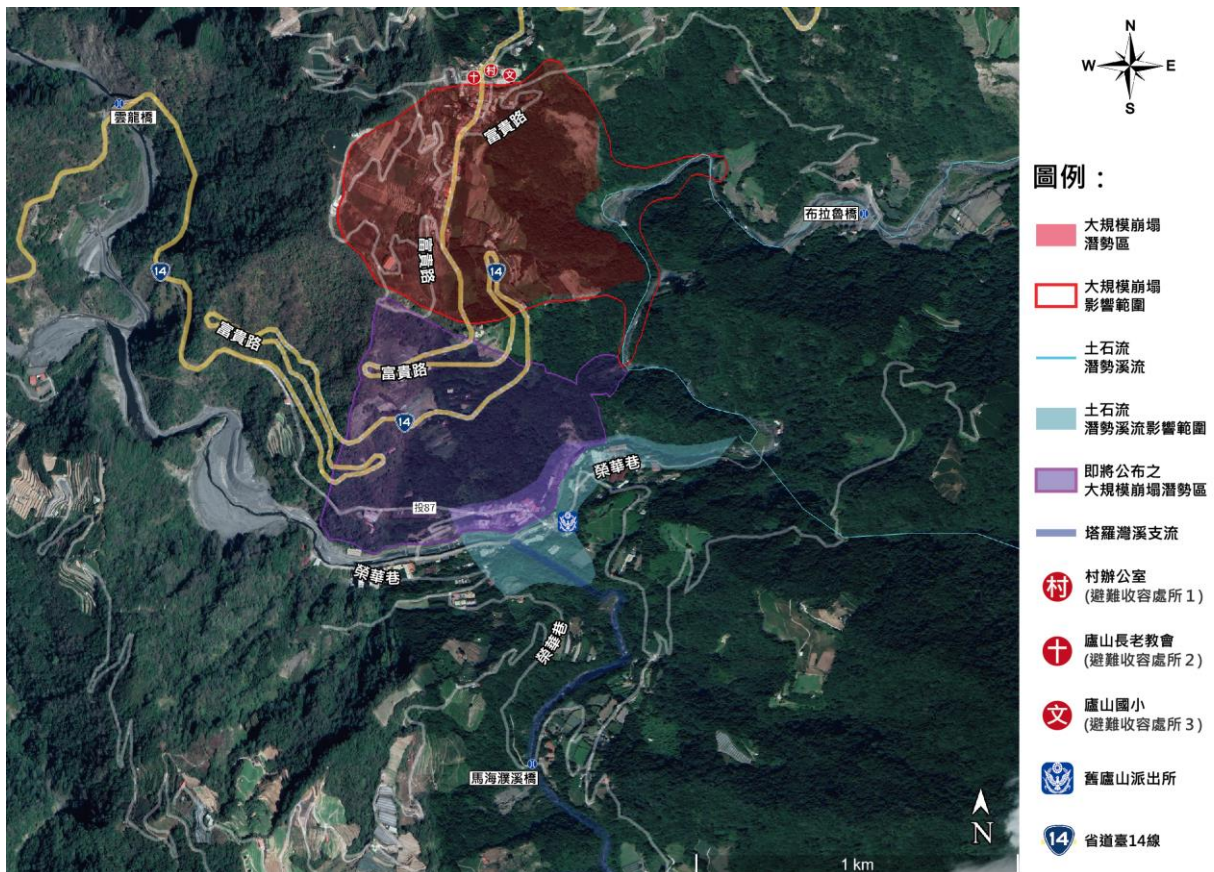 十
村
文
富貴路
雲龍橋
布拉魯橋
富貴路
14
14
富貴路
富貴路
14
榮華巷
投87
榮華巷
榮華巷
馬海濮溪橋
N
1 km
N
W
E
S
圖例：
大規模崩塌
潛勢區
大規模崩塌
影響範圍
土石流
潛勢溪流
土石流
潛勢溪流影響範圍
即將公布之
大規模崩塌潛勢區
塔羅灣溪支流
村
村辦公室
(避難收容處所1)
十
廬山長老教會
(避難收容處所2)
文
廬山國小
(避難收容處所3)
舊廬山派出所
14
省道臺14線